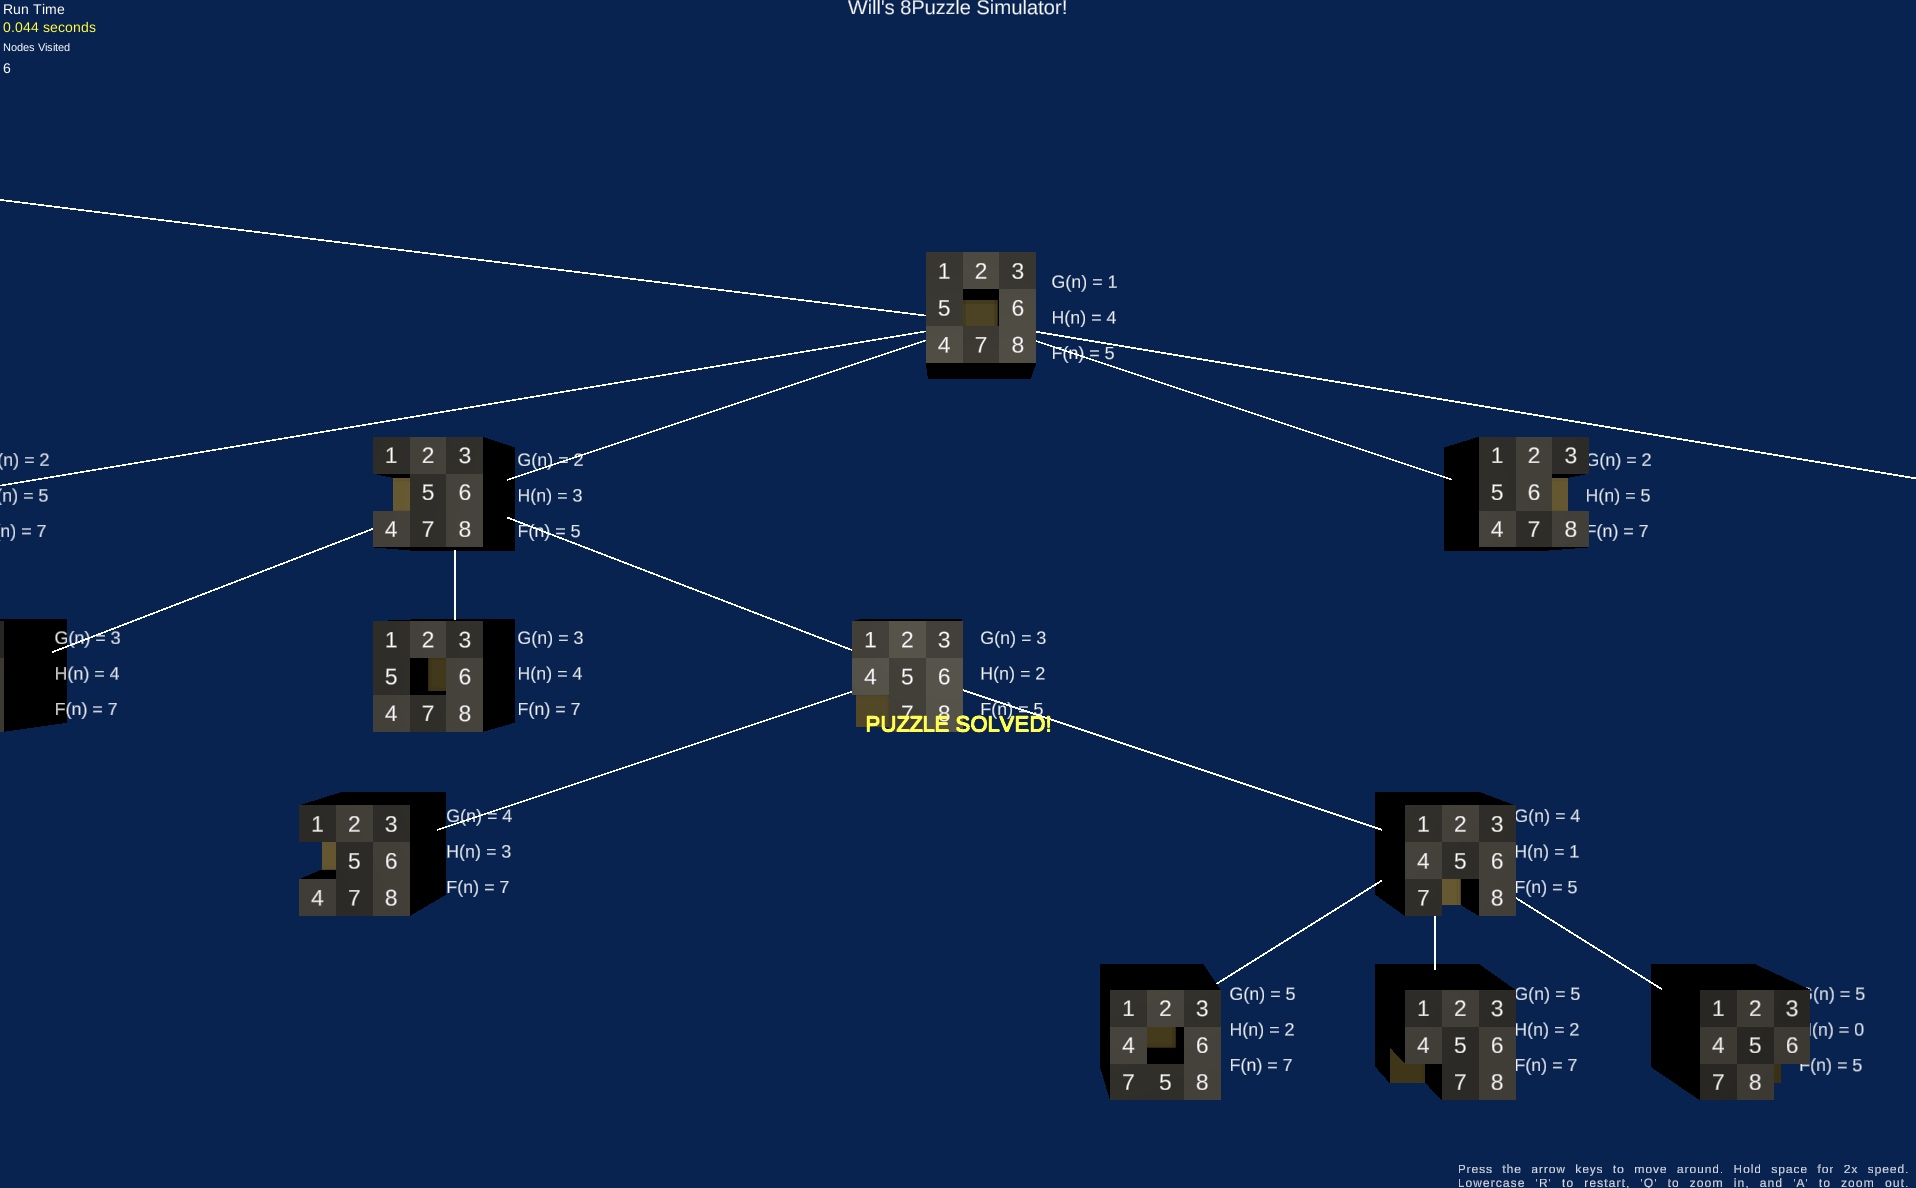 Run Time
Will's 8Puzzle Simulator!
0.044 seconds
Nodes Visited
6
1 2 3
5 6
4 7 8
G(n) = 1
H(n) = 4
F(n) = 5
(n) = 2
(n) = 5
n) = 7
1 2 3
5 6
4 7 8
G(n) = 2
H(n) = 3
F(n) = 5
1 2 3
5 6
4 7 8
G(n) = 2
H(n) = 5
F(n) = 7
G(n) = 3
H(n) = 4
F(n) = 7
1 2 3
5 6
4 7 8
G(n) = 3
H(n) = 4
F(n) = 7
1 2 3
4 5 6
7 8
G(n) = 3
H(n) = 2
F(n) = 5
PUZZLE SOLVED!
1 2 3
5 6
4 7 8
G(n) = 4
H(n) = 3
F(n) = 7
1 2 3
4 5 6
7 8
G(n) = 4
H(n) = 1
F(n) = 5
1 2 3
4 6
7 5 8
G(n) = 5
H(n) = 2
F(n) = 7
1 2 3
4 5 6
7 8
G(n) = 5
H(n) = 2
F(n) = 7
1 2 3
4 5 6
7 8
G(n) = 5
H(n) = 0
F(n) = 5
Press the arrow keys to move around. Hold space for 2x speed.
Lowercase 'R' to restart, 'Q' to zoom in, and 'A' to zoom out.